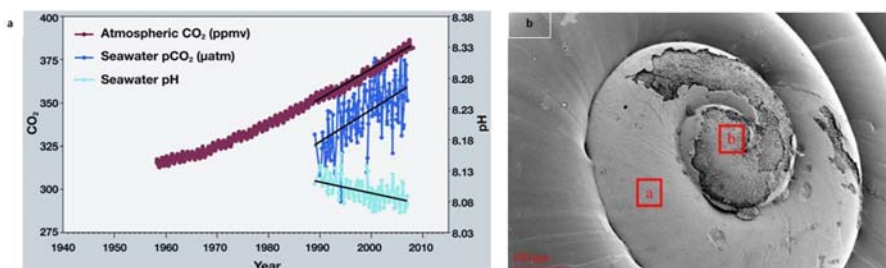 a
Atmospheric CO₂ (ppmv)
Seawater pCO₂ (µatm)
Seawater pH
400
375
350
325
300
275
CO₂
8.38
8.33
8.28
8.23
8.18
8.13
8.08
8.03
pH
1940 1950 1960 1970 1980 1990 2000 2010
Year
b
b
a